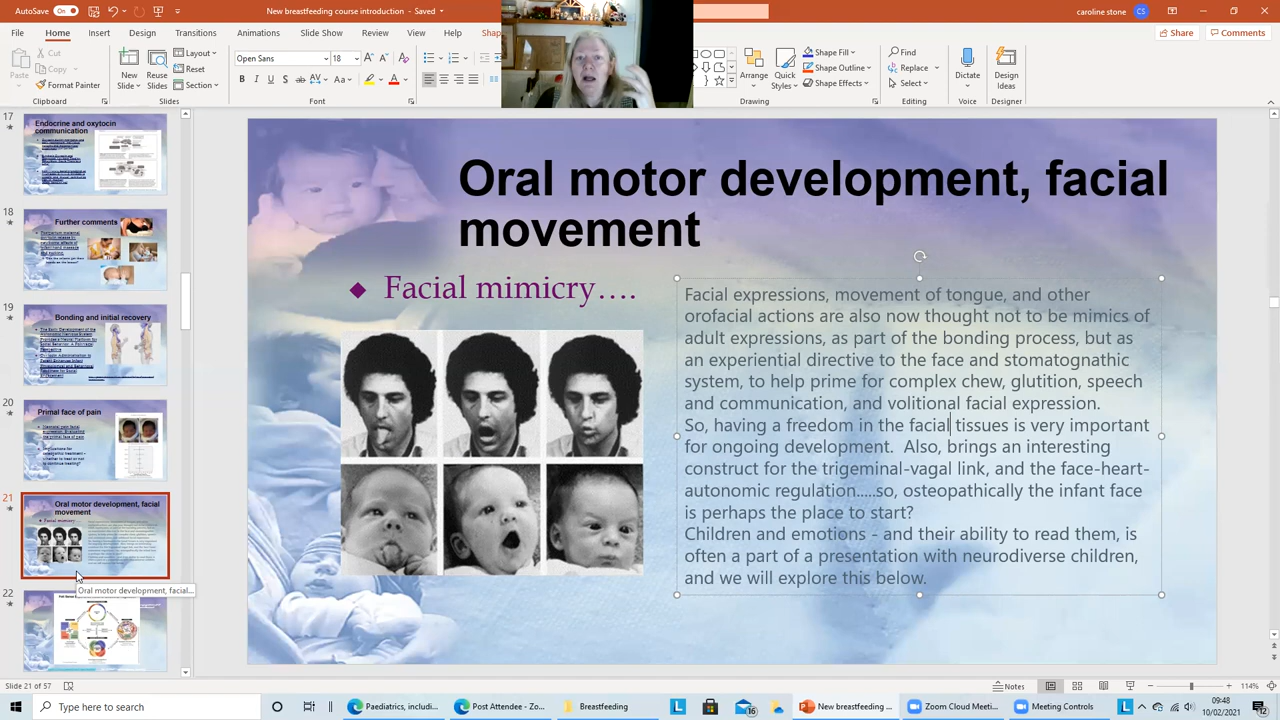 AutoSave
On
New breastfeeding course introduction - Saved
caroline stone
CS
File
Home
Insert
Design
Transitions
Animations
Slide Show
Review
View
Help
Share
Comments
Paste
Cut
Copy
Format Painter
Clipboard
New
Slide
Reuse
Slides
Layout
Reset
Section
Slides
Open Sans
18
Font
Arrange
Quick
Styles
Shape Fill
Shape Outline
Shape Effects
Drawing
Find
Replace
Select
Editing
Dictate
Voice
Design
Ideas
Designer
17
Endocrine and oxytocin
communication
18
Further comments
19
Bonding and initial recovery
20
Primal face of pain
21
Oral motor development, facial
movement
Facial mimicry....
Oral motor development, facial...
22
Oral motor development, facial
movement
Facial mimicry....
Facial expressions, movement of tongue, and other
orofacial actions are also now thought not to be mimics of
adult expressions, as part of the bonding process, but as
an experiential directive to the face and stomatognathic
system, to help prime for complex chew, glutition, speech
and communication, and volitional facial expression.
So, having a freedom in the facial tissues is very important
for ongoing development. Also, brings an interesting
construct for the trigeminal-vagal link, and the face-heart-
autonomic regulation.....so, osteopathically the infant face
is perhaps the place to start?
Children and emotions - and their ability to read them, is
often a part of a presentation with neurodiverse children,
and we will explore this below.
Slide 21 of 57
Notes
114%
Type here to search
Paediatrics, includi...
Post Attendee - Zo...
Breastfeeding
16
New breastfeeding ...
Zoom Cloud Meeti...
Meeting Controls
09:48
10/02/2021
12